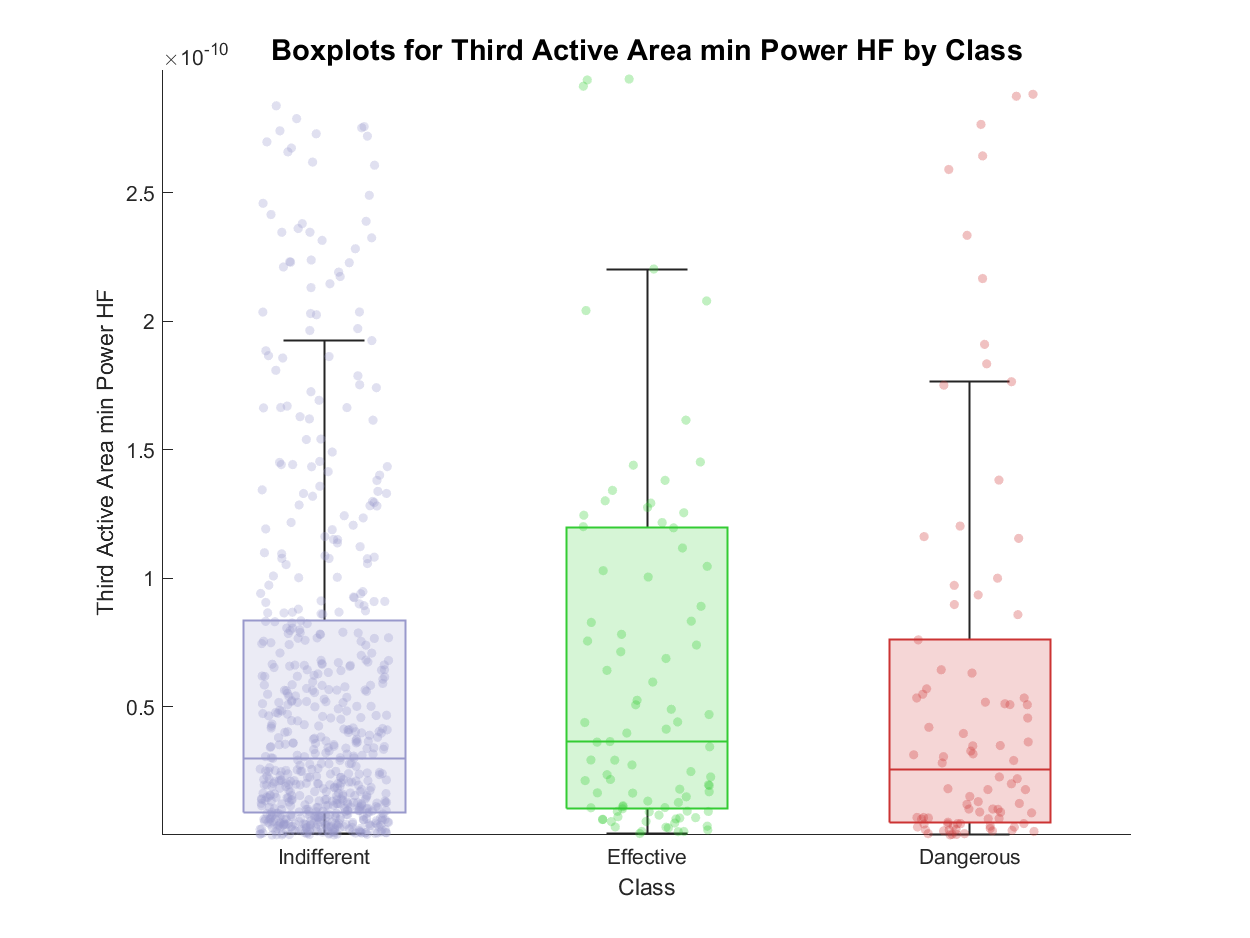 Boxplots for Third Active Area min Power HF by Class
×10⁻¹⁰
2.5
2
1.5
1
0.5
Third Active Area min Power HF
Indifferent Effective Dangerous
Class